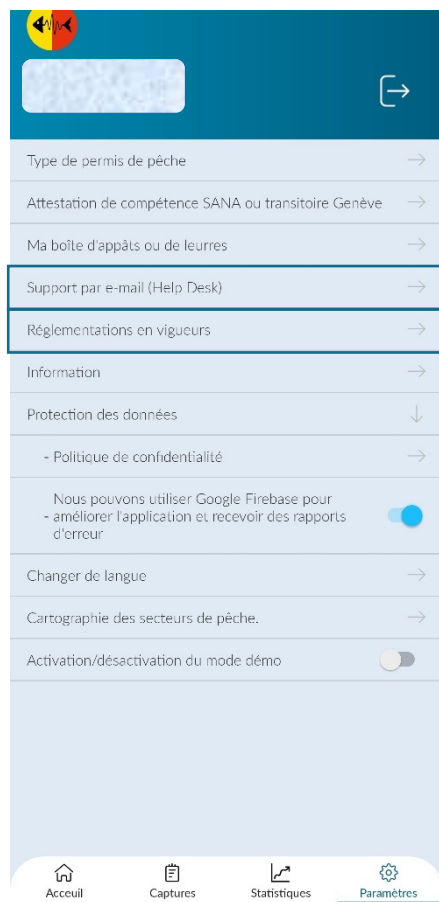 Type de permis de pêche
Attestation de compétence SANA ou transitoire Genève
Ma boîte d'appâts ou de leurres
Support par e-mail (Help Desk)
Réglementations en vigueurs
Information
Protection des données
- Politique de confidentialité
Nous pouvons utiliser Google Firebase pour
- améliorer l'application et recevoir des rapports
d'erreur
Changer de langue
Cartographie des secteurs de pêche.
Activation/désactivation du mode démo
Acceuil Captures Statistiques Paramètres